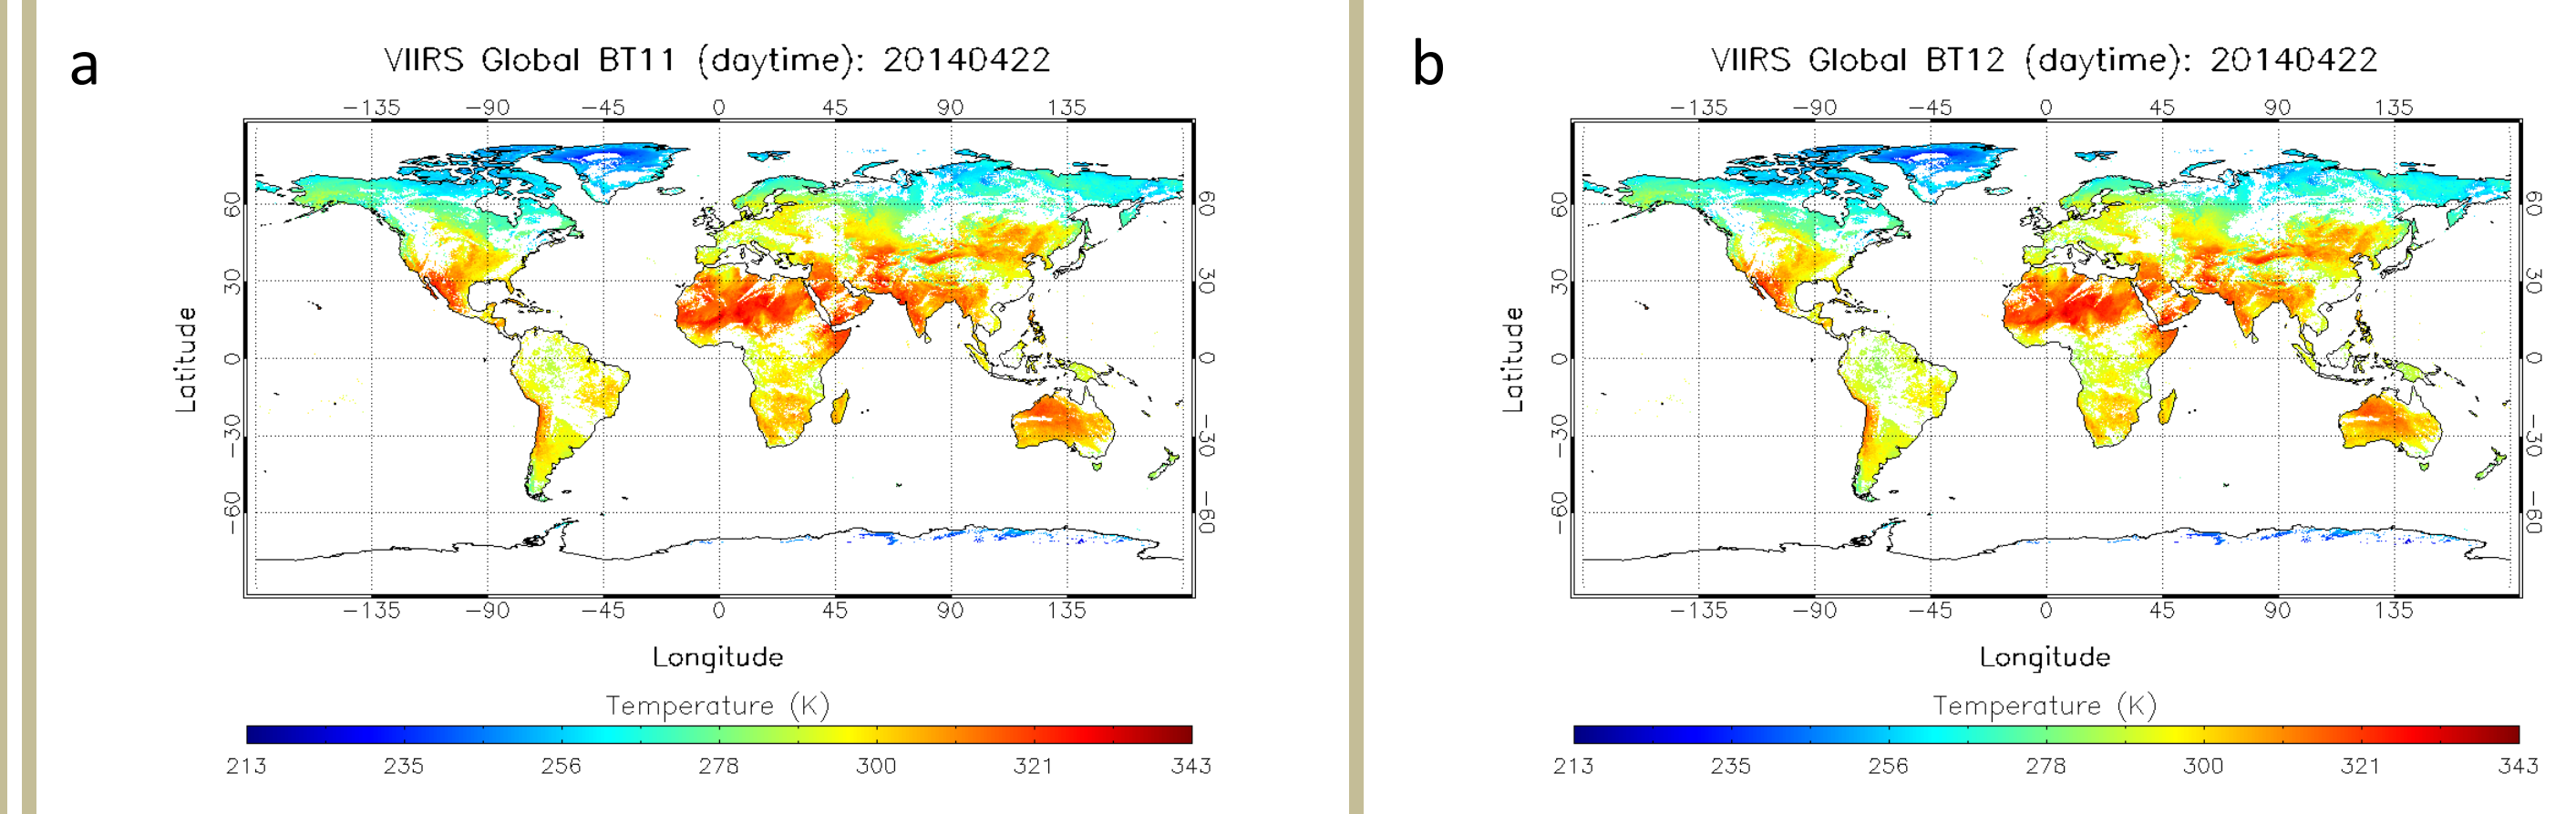 a
VIIRS Global BT11 (daytime): 20140422
−135 −90 −45 0 45 90 135
60 30 0 −30 −60
Latitude
60 30 0 −30 −60
−135 −90 −45 0 45 90 135
Longitude
Temperature (K)
213 235 256 278 300 321 343
b
VIIRS Global BT12 (daytime): 20140422
−135 −90 −45 0 45 90 135
60 30 0 −30 −60
Latitude
60 30 0 −30 −60
−135 −90 −45 0 45 90 135
Longitude
Temperature (K)
213 235 256 278 300 321 343